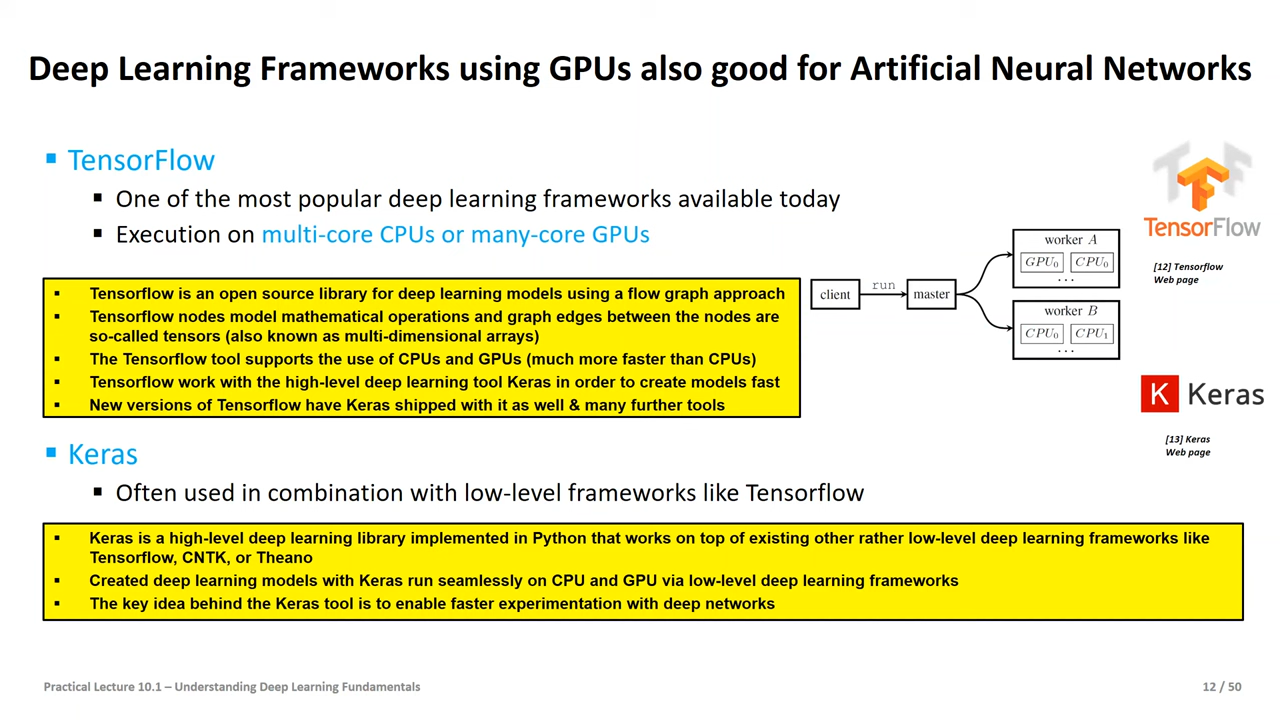 Deep Learning Frameworks using GPUs also good for Artificial Neural Networks
▪ TensorFlow
▪ One of the most popular deep learning frameworks available today
▪ Execution on multi-core CPUs or many-core GPUs
▪ Tensorflow is an open source library for deep learning models using a flow graph approach
▪ Tensorflow nodes model mathematical operations and graph edges between the nodes are
so-called tensors (also known as multi-dimensional arrays)
▪ The Tensorflow tool supports the use of CPUs and GPUs (much more faster than CPUs)
▪ Tensorflow work with the high-level deep learning tool Keras in order to create models fast
▪ New versions of Tensorflow have Keras shipped with it as well & many further tools
client
run
master
worker A
GPU0 CPU0
...
worker B
CPU0 CPU1
...
TensorFlow
[12] Tensorflow
Web page
K Keras
[13] Keras
Web page
▪ Keras
▪ Often used in combination with low-level frameworks like Tensorflow
▪ Keras is a high-level deep learning library implemented in Python that works on top of existing other rather low-level deep learning frameworks like
Tensorflow, CNTK, or Theano
▪ Created deep learning models with Keras run seamlessly on CPU and GPU via low-level deep learning frameworks
▪ The key idea behind the Keras tool is to enable faster experimentation with deep networks
Practical Lecture 10.1 – Understanding Deep Learning Fundamentals
12 / 50